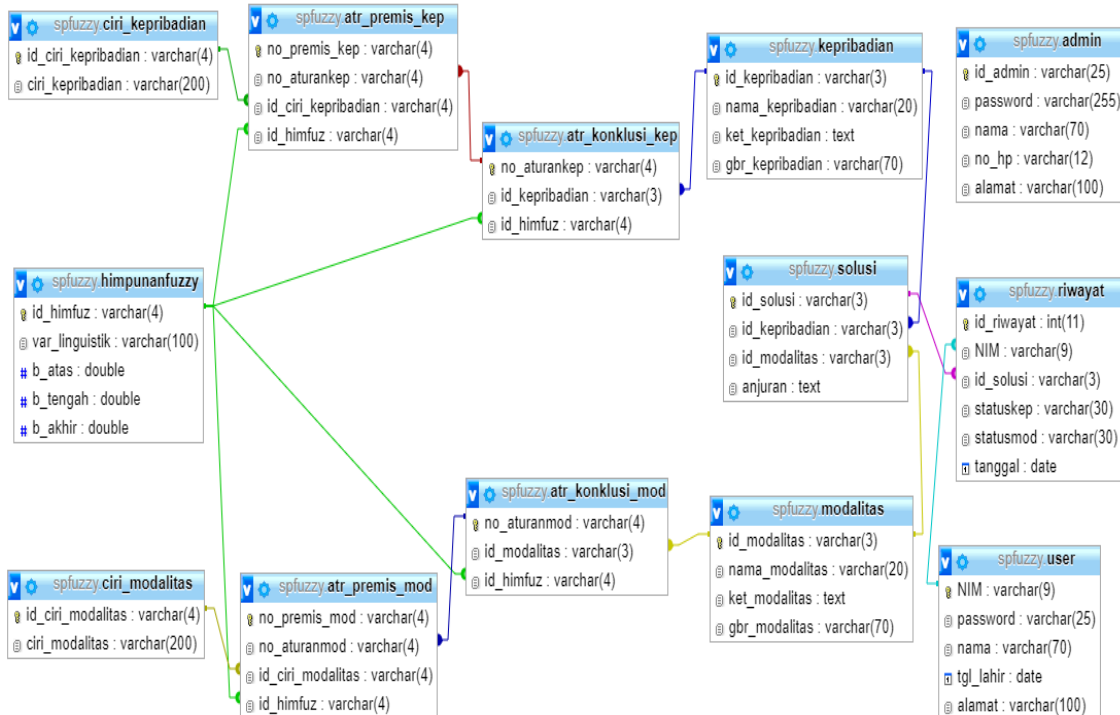 spfuzzy.ciri_kepribadian
id_ciri_kepribadian : varchar(4)
ciri_kepribadian : varchar(200)
spfuzzy.atr_premis_kep
no_premis_kep : varchar(4)
no_aturankep : varchar(4)
id_ciri_kepribadian : varchar(4)
id_himfuz : varchar(4)
spfuzzy.atr_konklusi_kep
no_aturankep : varchar(4)
id_kepribadian : varchar(3)
id_himfuz : varchar(4)
spfuzzy.kepribadian
id_kepribadian : varchar(3)
nama_kepribadian : varchar(20)
ket_kepribadian : text
gbr_kepribadian : varchar(70)
spfuzzy.admin
id_admin : varchar(25)
password : varchar(255)
nama : varchar(70)
no_hp : varchar(12)
alamat : varchar(100)
spfuzzy.himpunanfuzzy
id_himfuz : varchar(4)
var_linguistik : varchar(100)
# b_atas : double
# b_tengah : double
# b_akhir : double
spfuzzy.solusi
id_solusi : varchar(3)
id_kepribadian : varchar(3)
id_modalitas : varchar(3)
anjuran : text
spfuzzy.riwayat
id_riwayat : int(11)
NIM : varchar(9)
id_solusi : varchar(3)
statuskep : varchar(30)
statusmod : varchar(30)
tanggal : date
spfuzzy.ciri_modalitas
id_ciri_modalitas : varchar(4)
ciri_modalitas : varchar(200)
spfuzzy.atr_premis_mod
no_premis_mod : varchar(4)
no_aturanmod : varchar(4)
id_ciri_modalitas : varchar(4)
id_himfuz : varchar(4)
spfuzzy.atr_konklusi_mod
no_aturanmod : varchar(4)
id_modalitas : varchar(3)
id_himfuz : varchar(4)
spfuzzy.modalitas
id_modalitas : varchar(3)
nama_modalitas : varchar(20)
ket_modalitas : text
gbr_modalitas : varchar(70)
spfuzzy.user
NIM : varchar(9)
password : varchar(25)
nama : varchar(70)
tgl_lahir : date
alamat : varchar(100)